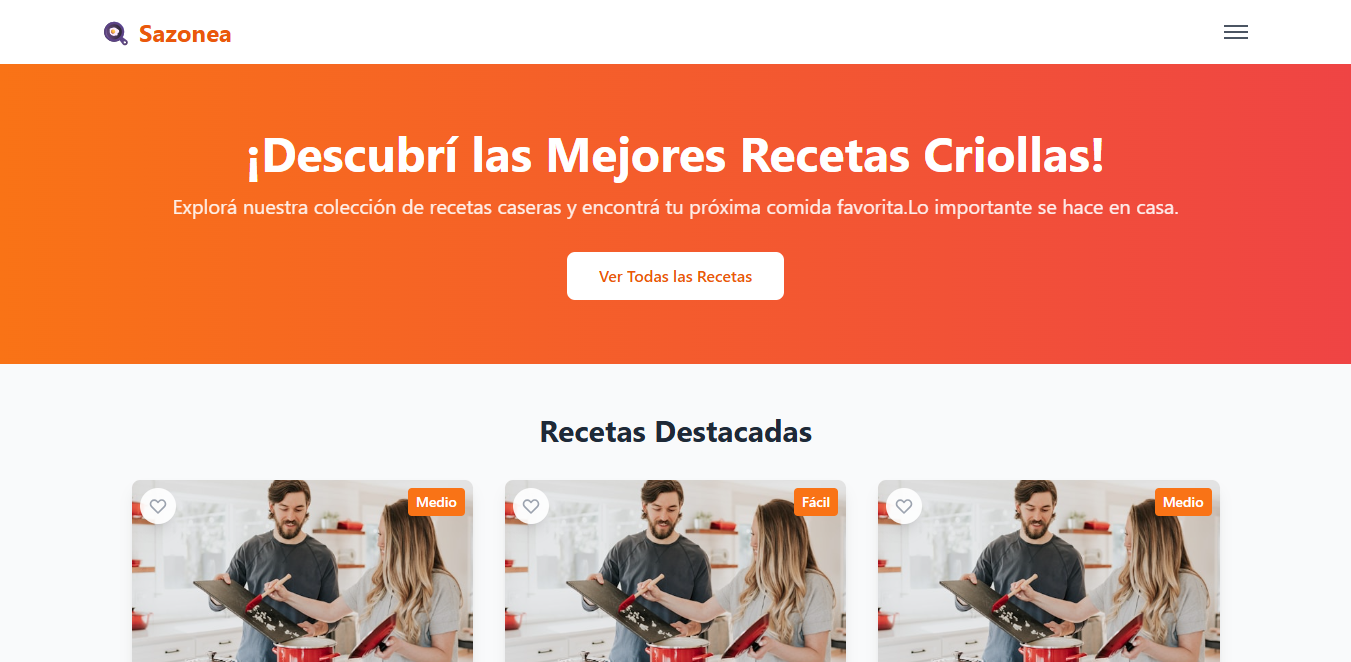 Sazonea
¡Descubrí las Mejores Recetas Criollas!
Explorá nuestra colección de recetas caseras y encontrá tu próxima comida favorita.Lo importante se hace en casa.
Ver Todas las Recetas
Recetas Destacadas
Medio
Fácil
Medio